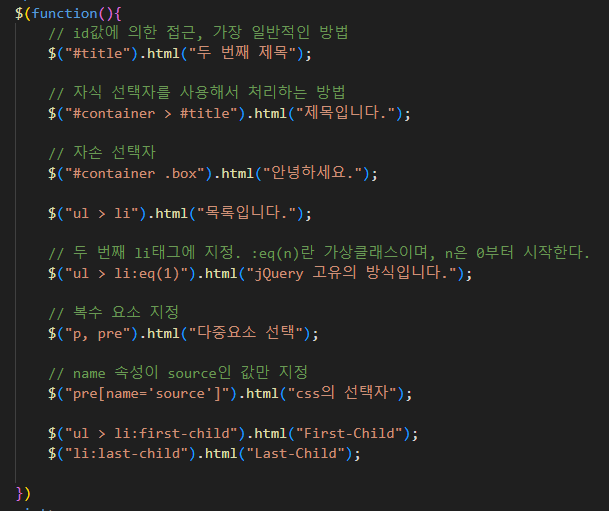 $(function(){
// id값에 의한 접근, 가장 일반적인 방법
$("#title").html("두 번째 제목");
// 자식 선택자를 사용해서 처리하는 방법
$("#container > #title").html("제목입니다.");
// 자손 선택자
$("#container .box").html("안녕하세요.");
$("ul > li").html("목록입니다.");
// 두 번째 li태그에 지정. :eq(n)란 가상클래스이며, n은 0부터 시작한다.
$("ul > li:eq(1)").html("jQuery 고유의 방식입니다.");
// 복수 요소 지정
$("p, pre").html("다중요소 선택");
// name 속성이 source인 값만 지정
$("pre[name='source']").html("css의 선택자");
$("ul > li:first-child").html("First-Child");
$("li:last-child").html("Last-Child");
})